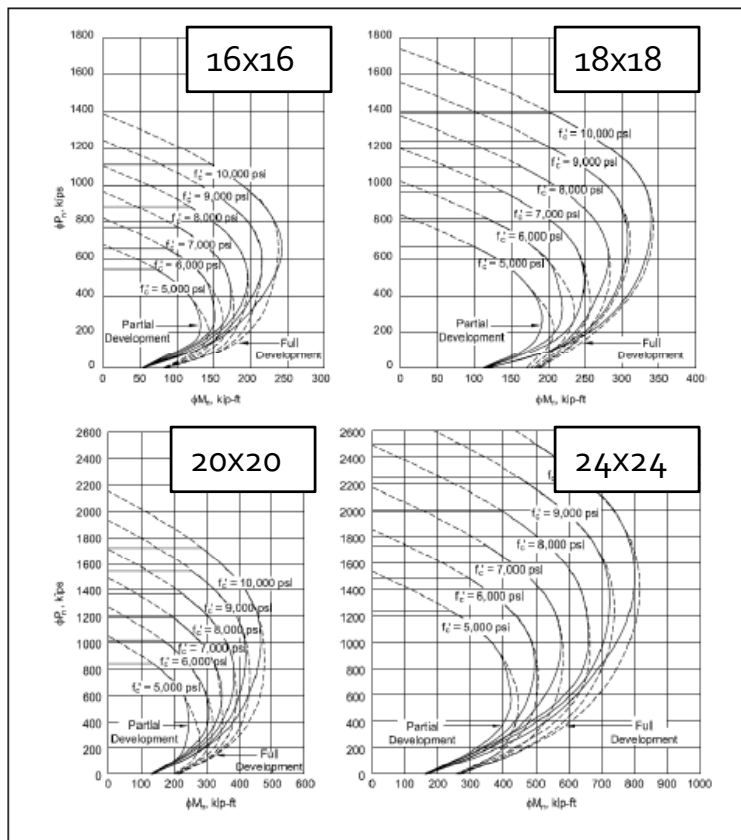 16x16
1800
1600
1400
1200
1000
800
600
400
200
0
ϕPn, kips
f'c = 10,000 psi
f'c = 9,000 psi
f'c = 8,000 psi
f'c = 7,000 psi
f'c = 6,000 psi
f'c = 5,000 psi
Partial
Development
Full
Development
0 50 100 150 200 250 300
ϕMn, kip-ft
18x18
1800
1600
1400
1200
1000
800
600
400
200
0
f'c = 10,000 psi
f'c = 9,000 psi
f'c = 8,000 psi
f'c = 7,000 psi
f'c = 6,000 psi
f'c = 5,000 psi
Partial
Development
Full
Development
0 50 100 150 200 250 300 350 400
ϕMn, kip-ft
20x20
2600
2400
2200
2000
1800
1600
1400
1200
1000
800
600
400
200
0
ϕPn, kips
f'c = 10,000 psi
f'c = 9,000 psi
f'c = 8,000 psi
f'c = 7,000 psi
f'c = 6,000 psi
f'c = 5,000 psi
Partial
Development
Full
Development
0 100 200 300 400 500 600
ϕMn, kip-ft
24x24
2600
2400
2200
2000
1800
1600
1400
1200
1000
800
600
400
200
0
f'c = 9,000 psi
f'c = 8,000 psi
f'c = 7,000 psi
f'c = 6,000 psi
f'c = 5,000 psi
Partial
Development
Full
Development
0 100 200 300 400 500 600 700 800 900 1000
ϕMn, kip-ft